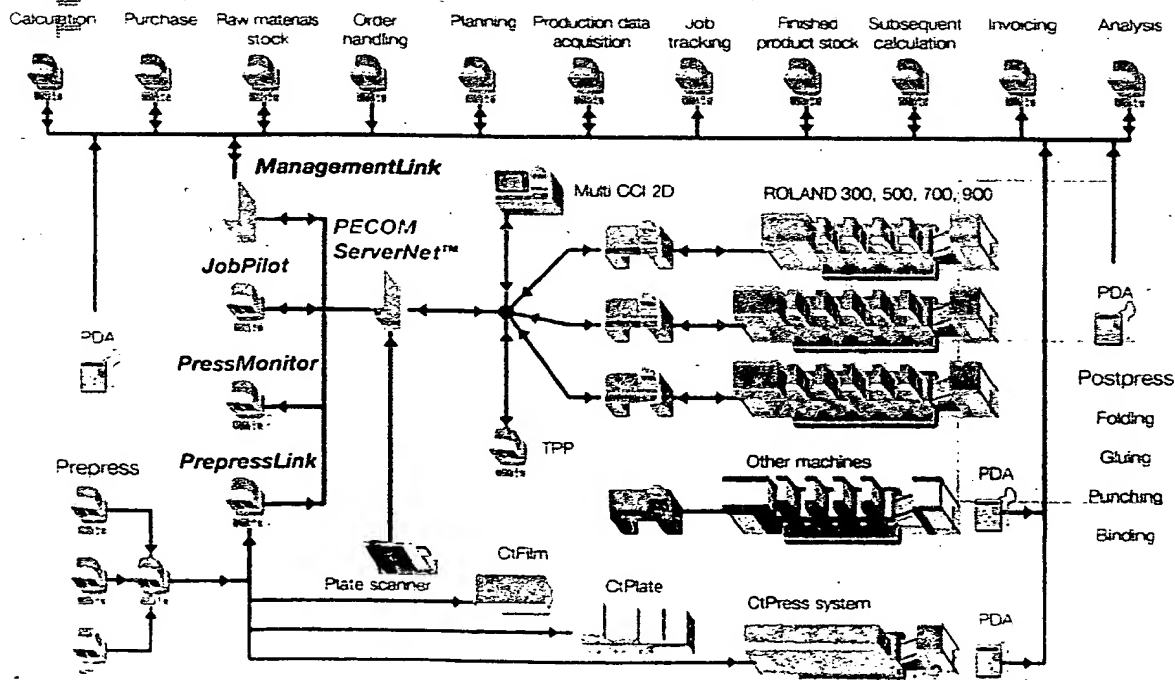 Calculation
Purchase
Raw materials
stock
Order
handling
Planning
Production data
acquisition
Job
tracking
Finished
product stock
Subsequent
calculation
Invoicing
Analysis
ManagementLink
Multi CCI 2D
ROLAND 300, 500, 700, 900
PECOM
ServerNet™
JobPilot
PDA
PDA
PressMonitor
Postpress
Folding
TPP
Gluing
Prepress
PrepressLink
Other machines
PDA
Punching
Binding
CtFilm
Plate scanner
CtPlate
CtPress system
PDA